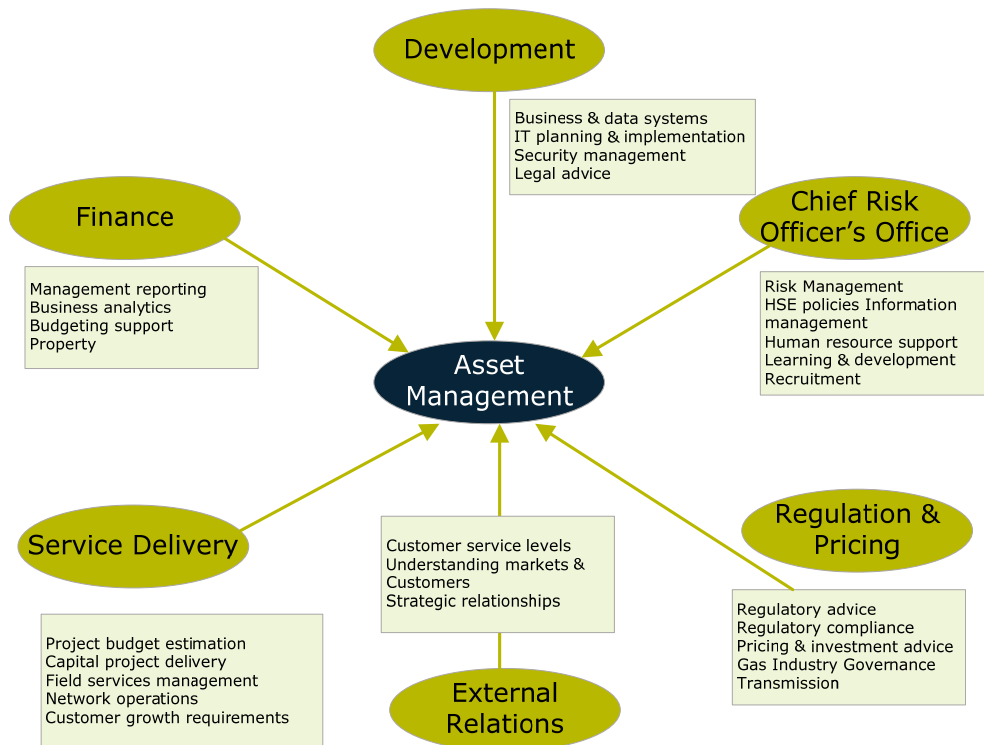 Development
Business & data systems
IT planning & implementation
Security management
Legal advice
Finance
Management reporting
Business analytics
Budgeting support
Property
Chief Risk
Officer’s Office
Risk Management
HSE policies Information
management
Human resource support
Learning & development
Recruitment
Asset
Management
Service Delivery
Project budget estimation
Capital project delivery
Field services management
Network operations
Customer growth requirements
Customer service levels
Understanding markets &
Customers
Strategic relationships
External
Relations
Regulation &
Pricing
Regulatory advice
Regulatory compliance
Pricing & investment advice
Gas Industry Governance
Transmission